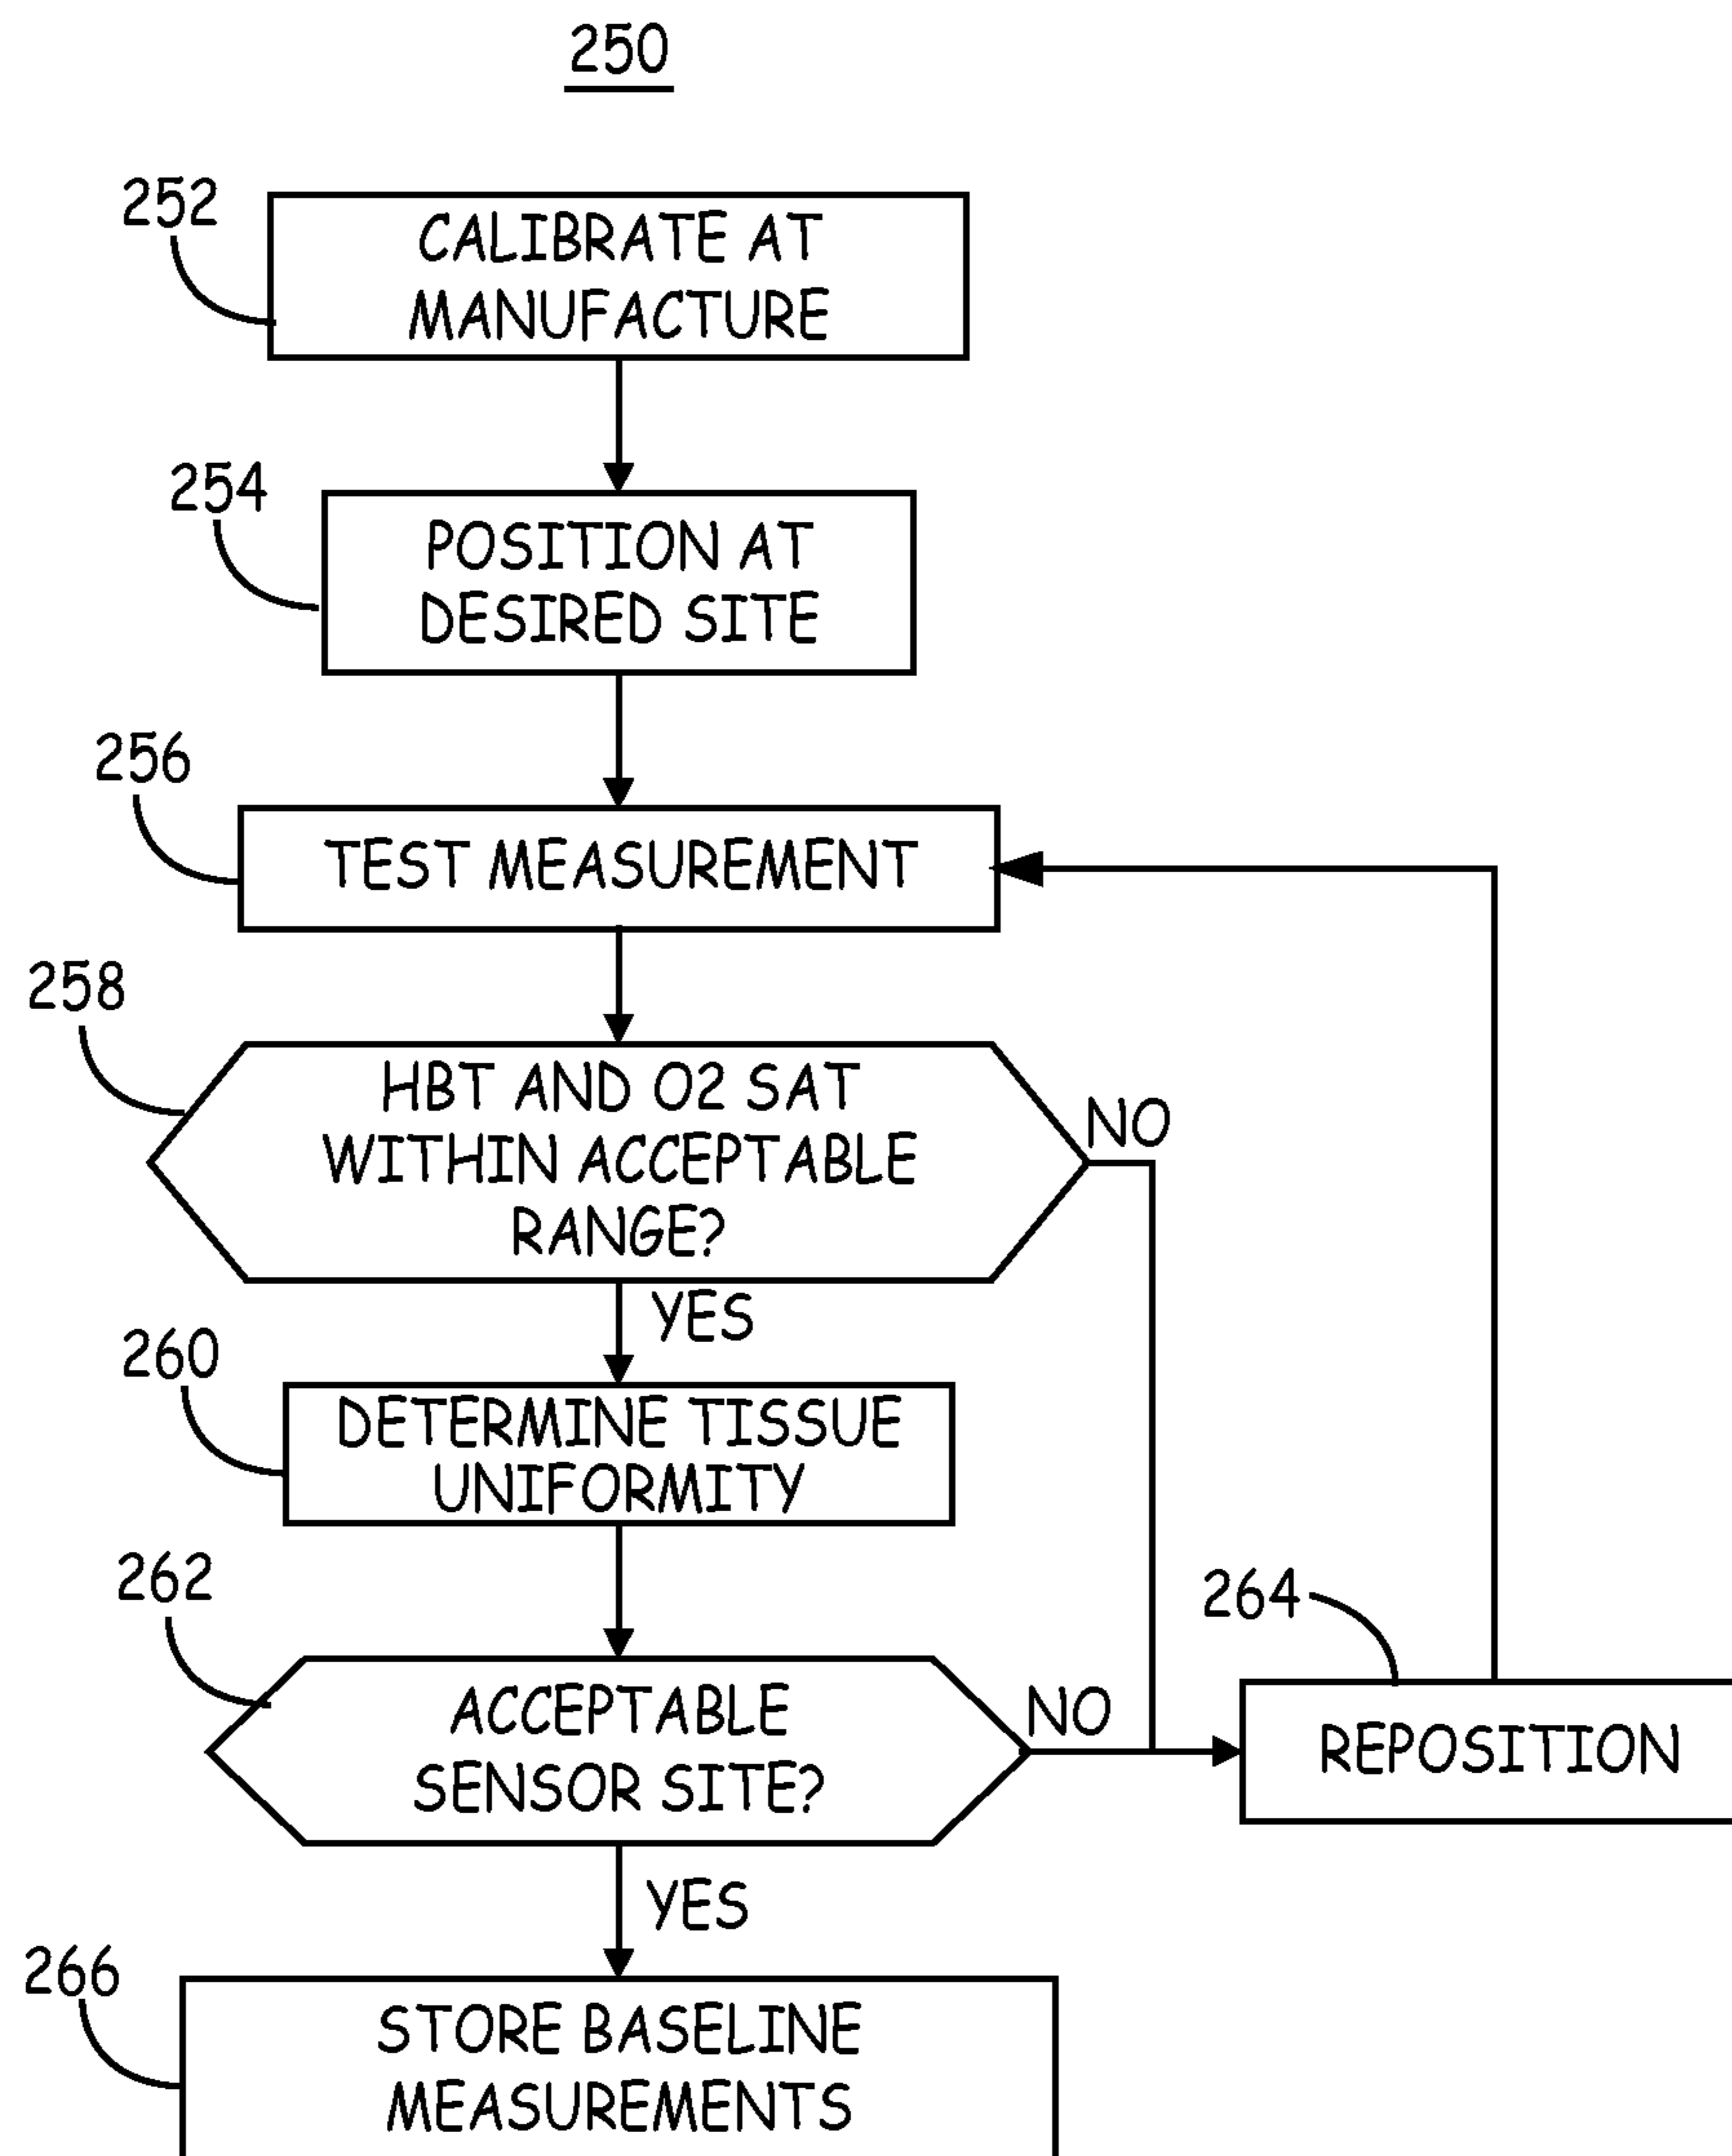 250
252
CALIBRATE AT
MANUFACTURE
254
POSITION AT
DESIRED SITE
256
TEST MEASUREMENT
258
HBT AND O2 SAT
WITHIN ACCEPTABLE
RANGE?
NO
YES
260
DETERMINE TISSUE
UNIFORMITY
262
ACCEPTABLE
SENSOR SITE?
NO
264
REPOSITION
YES
266
STORE BASELINE
MEASUREMENTS